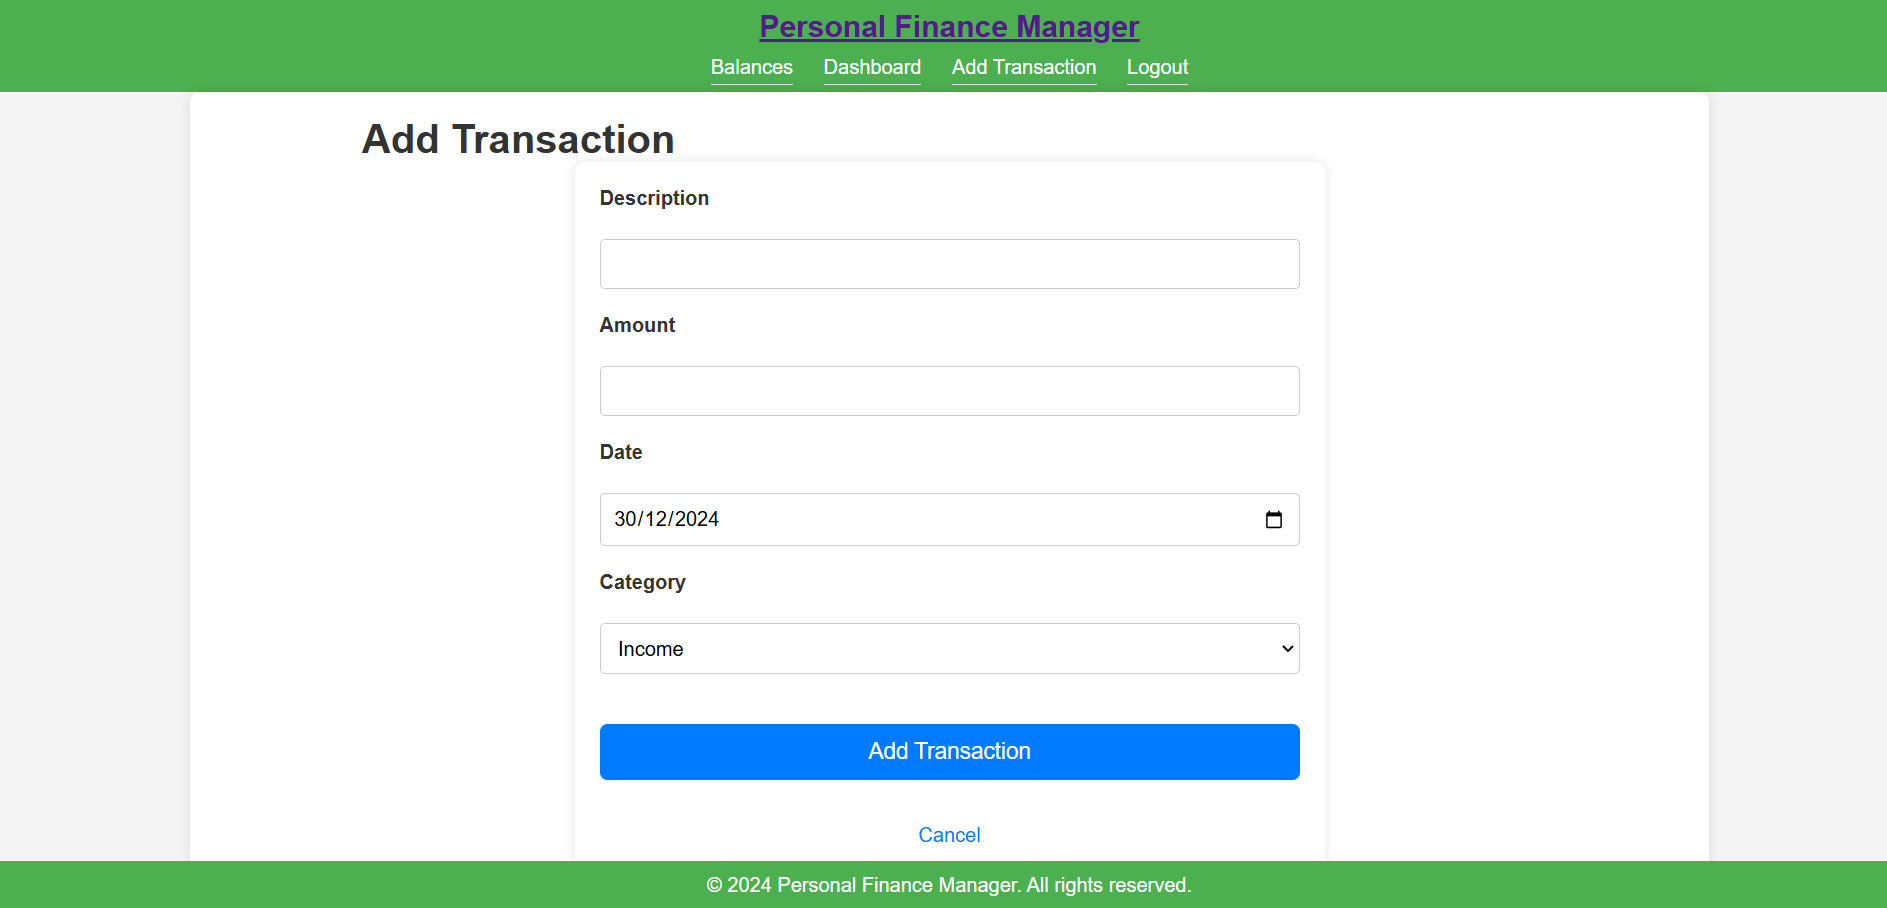 Personal Finance Manager
Balances Dashboard Add Transaction Logout
Add Transaction
Description
Amount
Date
30/12/2024
Category
Income
Add Transaction
Cancel
© 2024 Personal Finance Manager. All rights reserved.